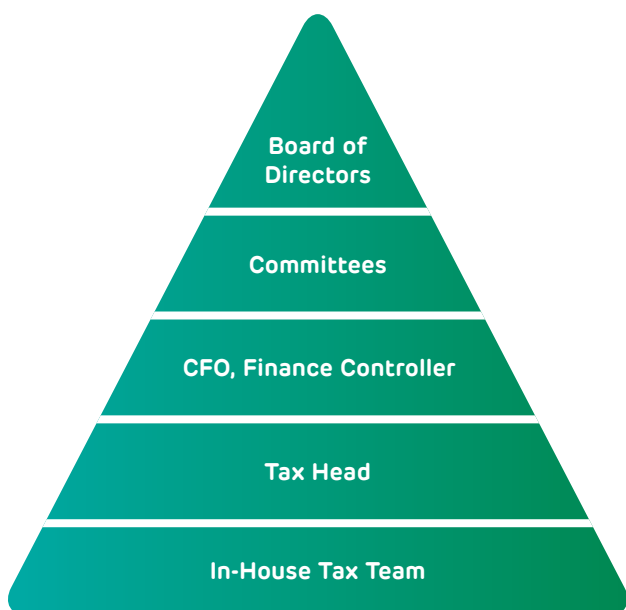 Board of
Directors
Committees
CFO, Finance Controller
Tax Head
In-House Tax Team